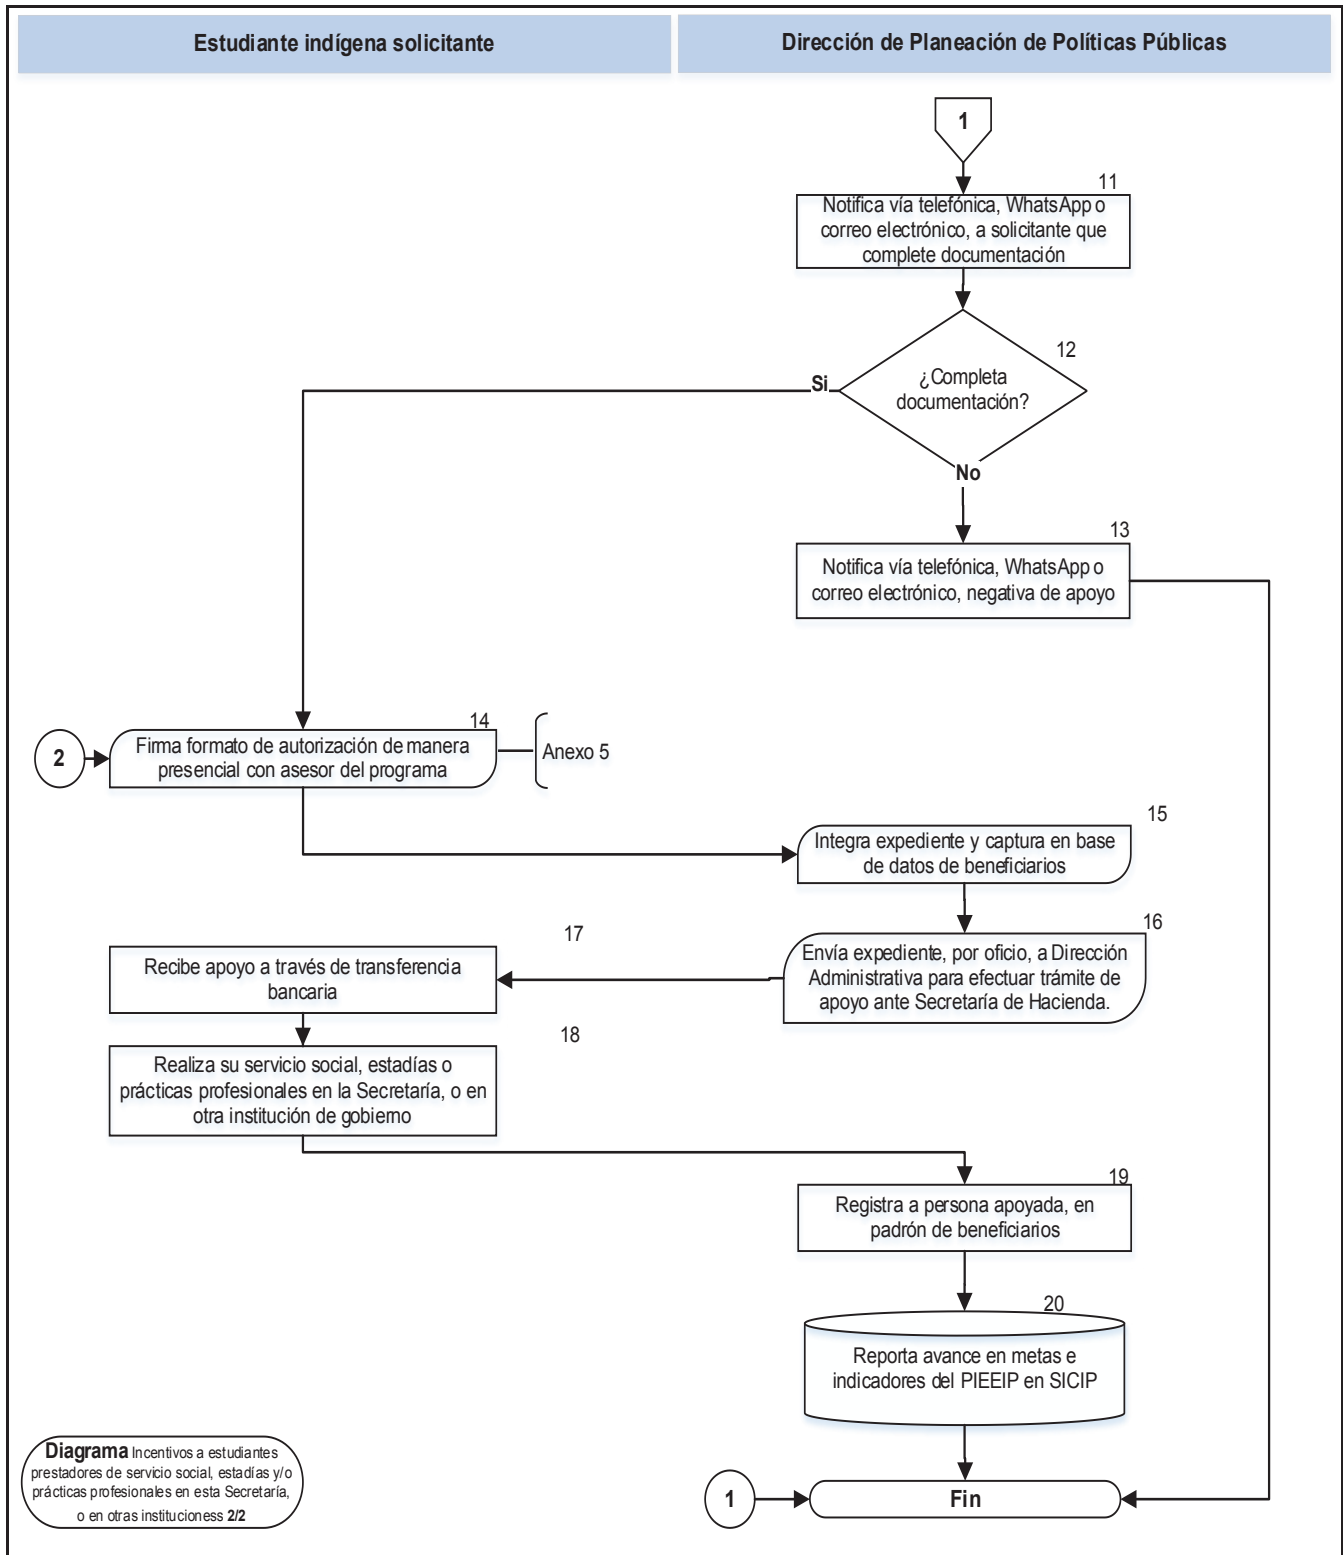 Estudiante indígena solicitante
Dirección de Planeación de Políticas Públicas
1
11
Notifica vía telefónica, WhatsApp o
correo electrónico, a solicitante que
complete documentación
12
¿Completa
documentación?
Si
No
13
Notifica vía telefónica, WhatsApp o
correo electrónico, negativa de apoyo
14
2
Firma formato de autorización de manera
presencial con asesor del programa
Anexo 5
15
Integra expediente y captura en base
de datos de beneficiarios
16
Envía expediente, por oficio, a Dirección
Administrativa para efectuar trámite de
apoyo ante Secretaría de Hacienda.
17
Recibe apoyo a través de transferencia
bancaria
18
Realiza su servicio social, estadías o
prácticas profesionales en la Secretaría, o en
otra institución de gobierno
19
Registra a persona apoyada, en
padrón de beneficiarios
20
Reporta avance en metas e
indicadores del PIEEIP en SICIP
Diagrama Incentivos a estudiantes
prestadores de servicio social, estadías y/o
prácticas profesionales en esta Secretaría,
o en otras institucioness 2/2
1
Fin